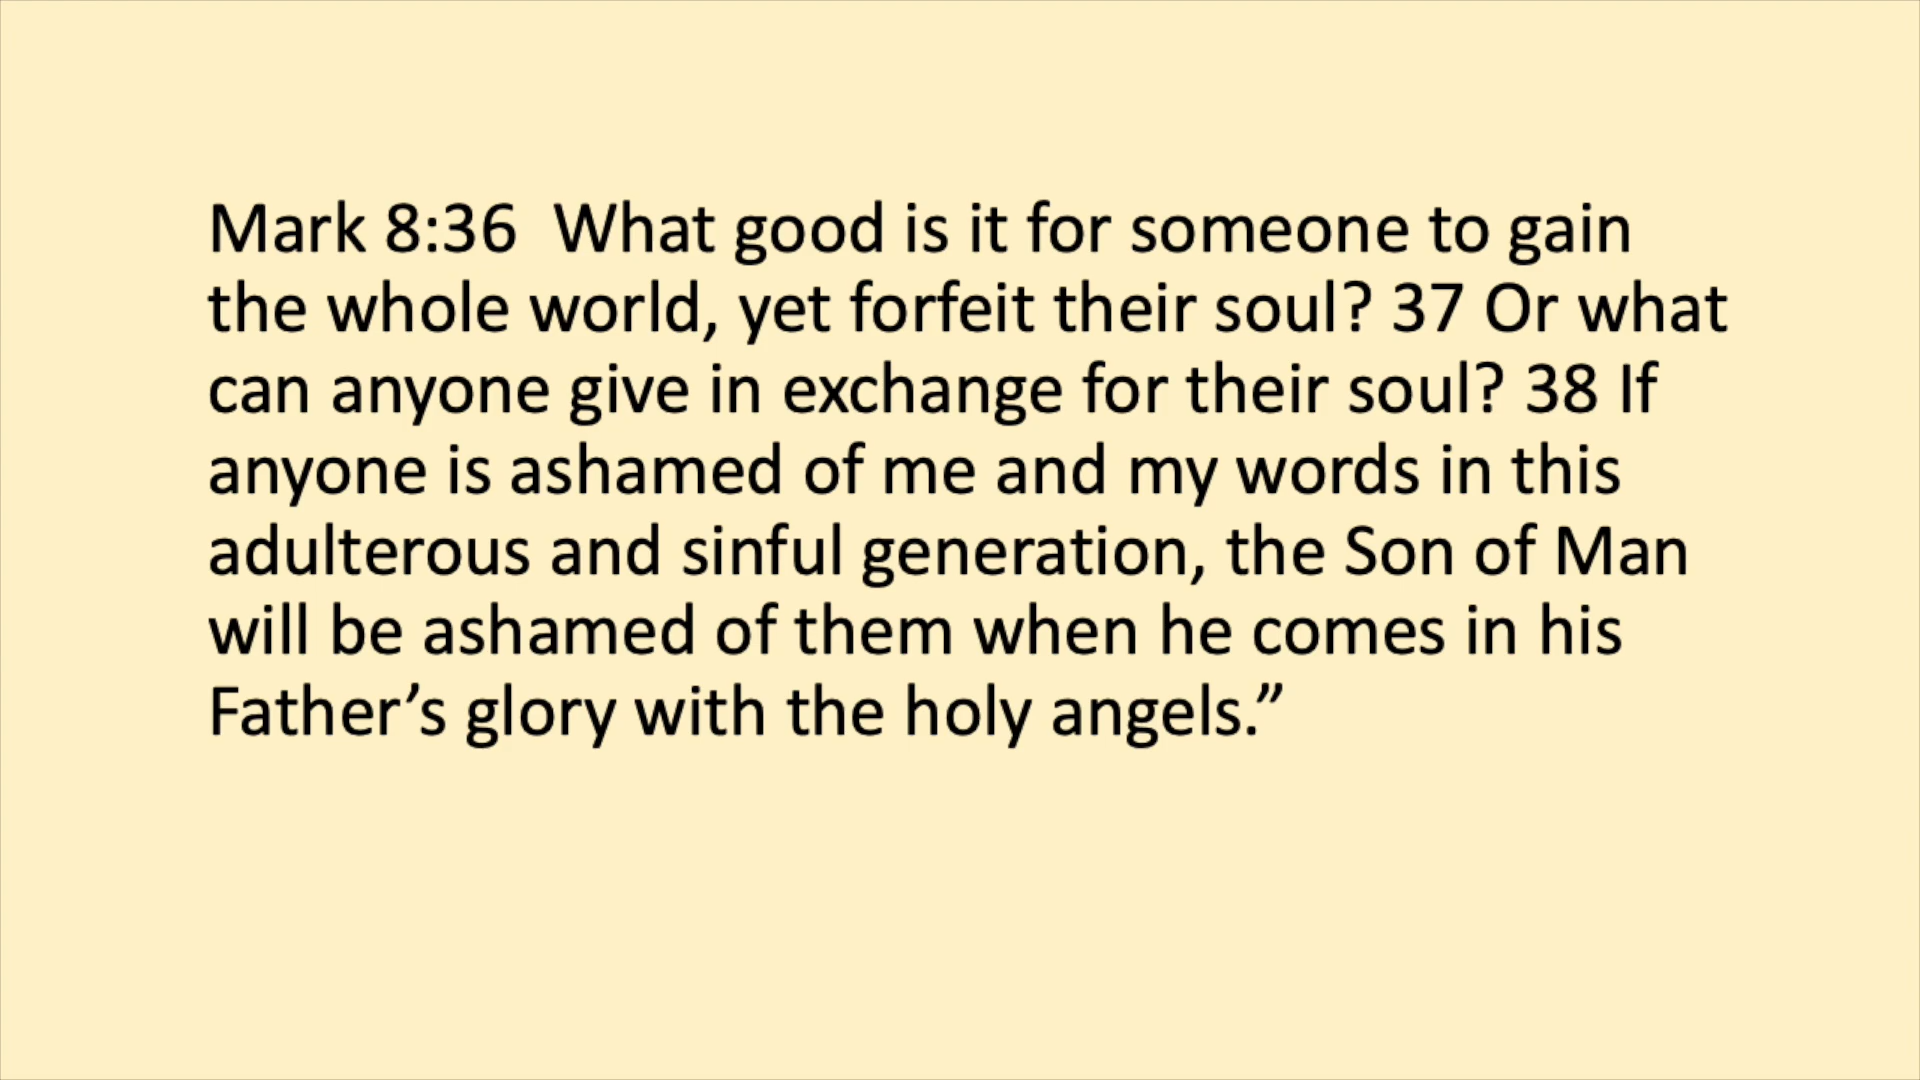 Mark 8:36  What good is it for someone to gain
the whole world, yet forfeit their soul? 37 Or what
can anyone give in exchange for their soul? 38 If
anyone is ashamed of me and my words in this
adulterous and sinful generation, the Son of Man
will be ashamed of them when he comes in his
Father’s glory with the holy angels.”